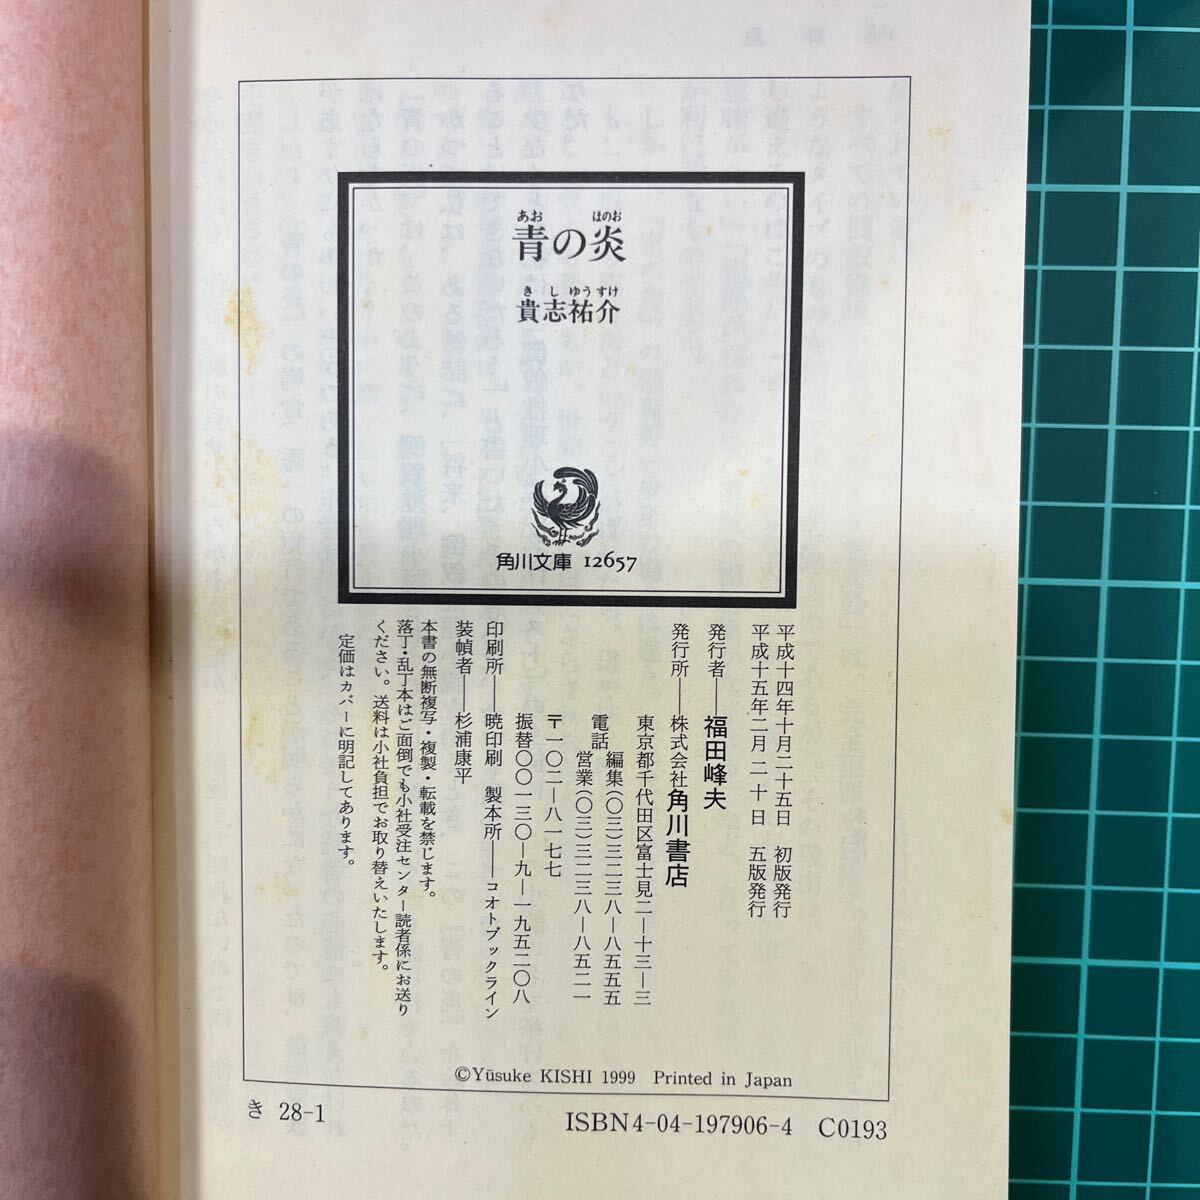 青の炎
貴志祐介
角川文庫 12657
平成十四年十月二十五日　初版発行
平成十五年二月二十日　五版発行
発行者――福田峰夫
発行所――株式会社角川書店
東京都千代田区富士見二―十三―三
電話　編集(〇三)三二三八―八五五五
営業(〇三)三二三八―八五二一
〒一〇二―八一七七
振替〇〇一三〇―九―一九五二〇八
印刷所――暁印刷　製本所――コオトブックライン
装幀者――杉浦康平
本書の無断複写・複製・転載を禁じます。
落丁・乱丁本はご面倒でも小社受注センター読者係にお送り
ください。送料は小社負担でお取り替えいたします。
定価はカバーに明記してあります。
©Yūsuke KISHI 1999 Printed in Japan
き 28-1
ISBN4-04-197906-4 C0193